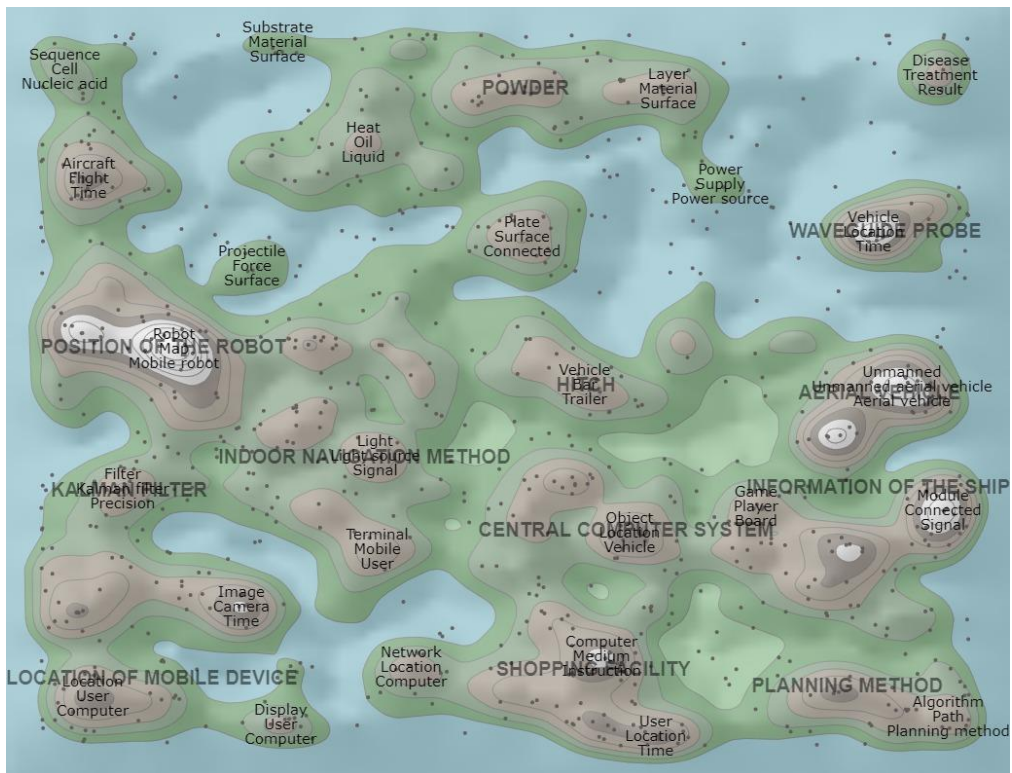 Substrate
Material
Surface
Sequence
Cell
Nucleic acid
Disease
Treatment
Result
POWDER
Layer
Material
Surface
Heat
Oil
Liquid
Aircraft
Flight
Time
Power
Supply
Power source
Plate
Surface
Connected
WAVEGUIDE PROBE
Vehicle
Location
Time
Projectile
Force
Surface
POSITION OF THE ROBOT
Robot
Map
Mobile robot
HITCH
Vehicle
Bar
Trailer
AERIAL VEHICLE
Unmanned
Unmanned aerial vehicle
Aerial vehicle
INDOOR NAVIGATION METHOD
Light
Light source
Signal
KALMAN FILTER
Filter
Kalman filter
Precision
INFORMATION OF THE SHIP
Module
Connected
Signal
Game
Player
Board
CENTRAL COMPUTER SYSTEM
Object
Location
Vehicle
Terminal
Mobile
User
Image
Camera
Time
LOCATION OF MOBILE DEVICE
Location
User
Computer
Network
Location
Computer
SHOPPING FACILITY
Computer
Medium
Instruction
PLANNING METHOD
Algorithm
Path
Planning method
Display
User
Computer
User
Location
Time